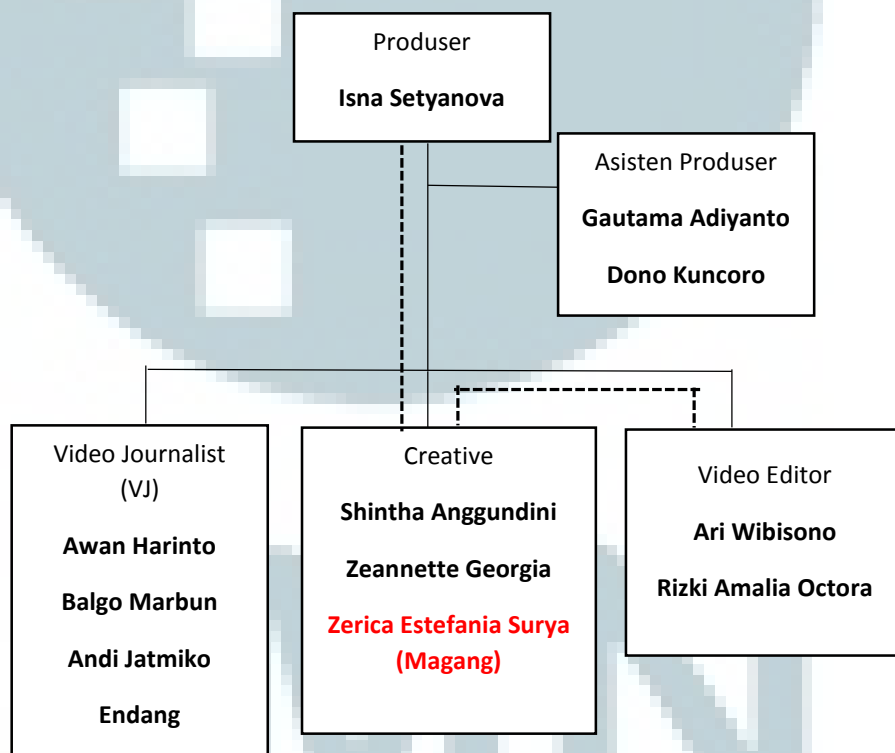 Produser
Isna Setyanova
Asisten Produser
Gautama Adiyanto
Dono Kuncoro
Video Journalist
(VJ)
Awan Harinto
Balgo Marbun
Andi Jatmiko
Endang
Creative
Shintha Anggundini
Zeannette Georgia
Zerica Estefania Surya
(Magang)
Video Editor
Ari Wibisono
Rizki Amalia Octora